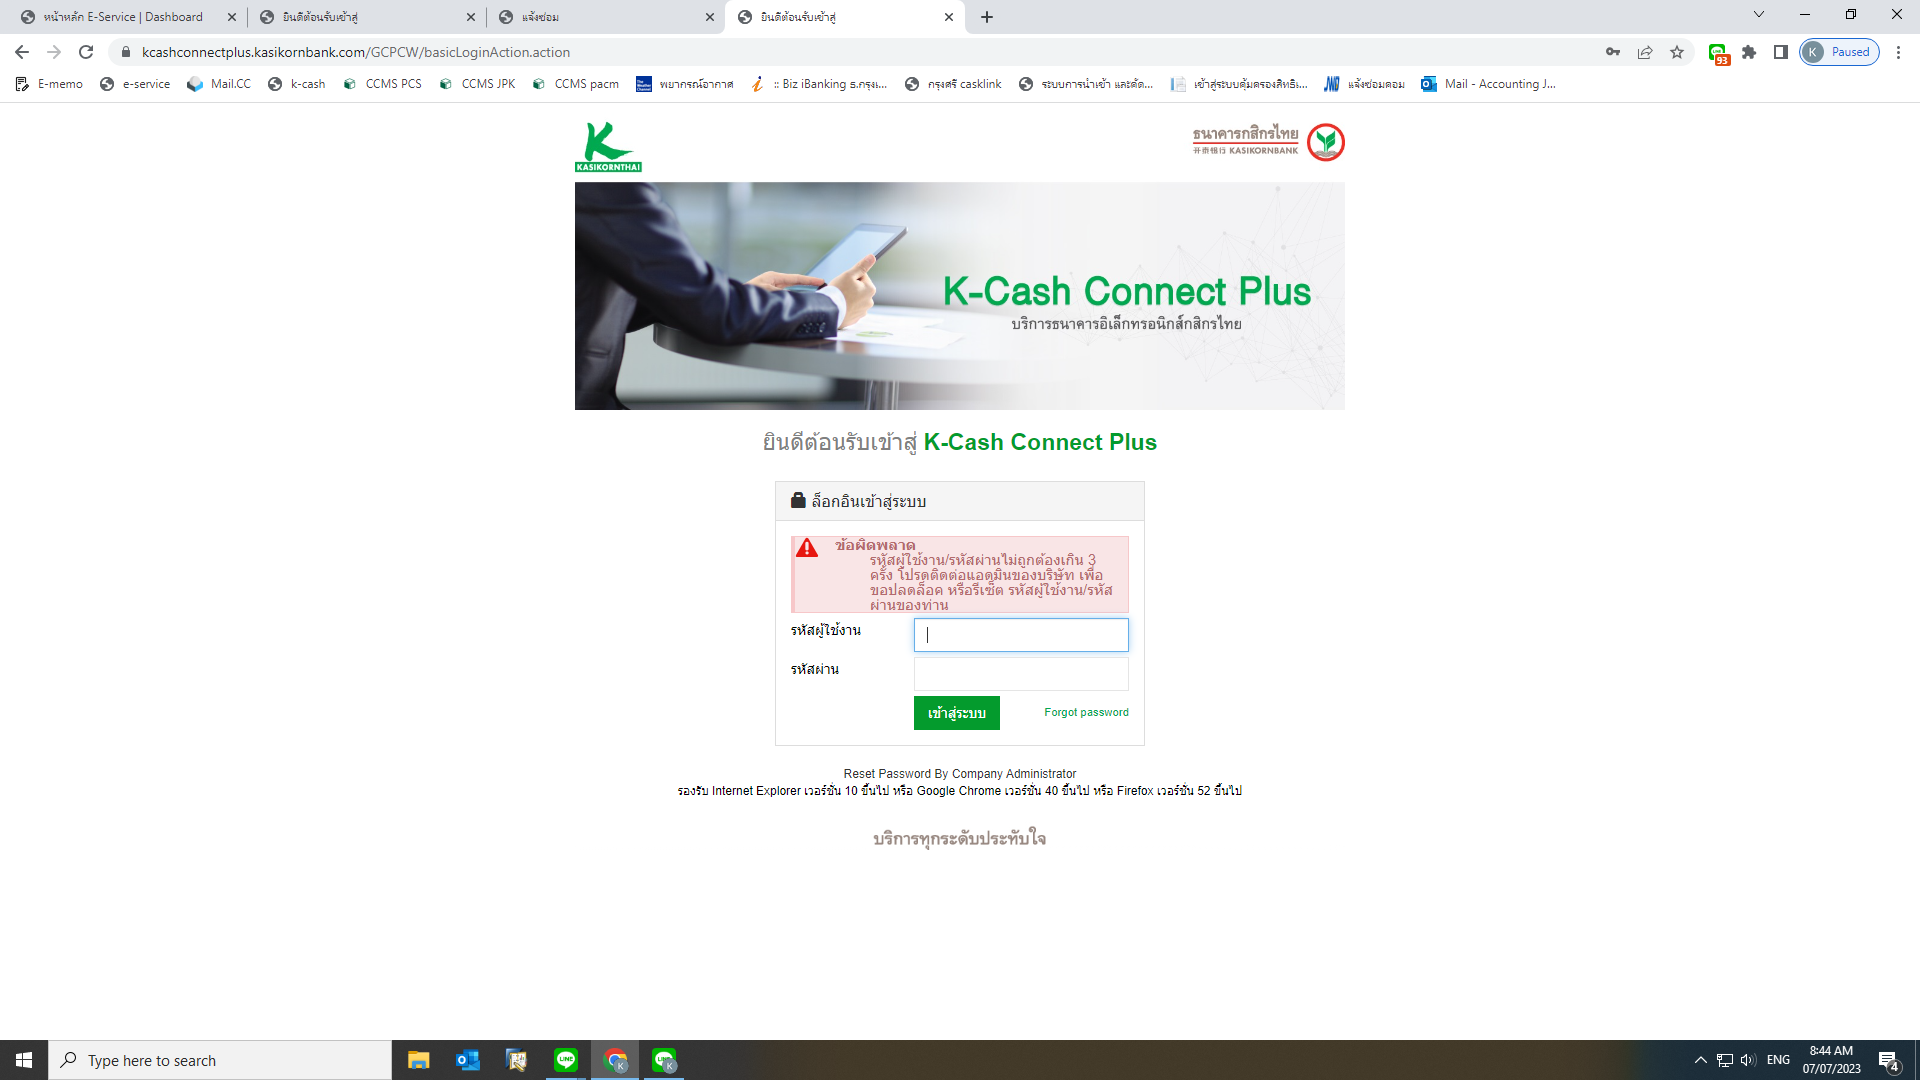 หน้าหลัก E-Service | Dashboard
ยินดีต้อนรับเข้าสู่
แจ้งซ่อม
ยินดีต้อนรับเข้าสู่
kcashconnectplus.kasikornbank.com/GCPCW/basicLoginAction.action
93
K Paused
E-memo
e-service
Mail.CC
k-cash
CCMS PCS
CCMS JPK
CCMS pacm
พยากรณ์อากาศ
:: Biz iBanking ธ.กรุงเ...
กรุงศรี casklink
ระบบการนำเข้า และตัด...
เข้าสู่ระบบคุ้มครองสิทธิเ...
แจ้งซ่อมคอม
Mail - Accounting J...
KASIKORNTHAI
ธนาคารกสิกรไทย
开泰银行 KASIKORNBANK
K-Cash Connect Plus
บริการธนาคารอิเล็กทรอนิกส์กสิกรไทย
ยินดีต้อนรับเข้าสู่ K-Cash Connect Plus
ล็อกอินเข้าสู่ระบบ
ข้อผิดพลาด
รหัสผู้ใช้งาน/รหัสผ่านไม่ถูกต้องเกิน 3
ครั้ง โปรดติดต่อแอดมินของบริษัท เพื่อ
ขอปลดล็อค หรือรีเซ็ต รหัสผู้ใช้งาน/รหัส
ผ่านของท่าน
รหัสผู้ใช้งาน
รหัสผ่าน
เข้าสู่ระบบ
Forgot password
Reset Password By Company Administrator
รองรับ Internet Explorer เวอร์ชั่น 10 ขึ้นไป หรือ Google Chrome เวอร์ชั่น 40 ขึ้นไป หรือ Firefox เวอร์ชั่น 52 ขึ้นไป
บริการทุกระดับประทับใจ
Type here to search
ENG
8:44 AM
07/07/2023
4